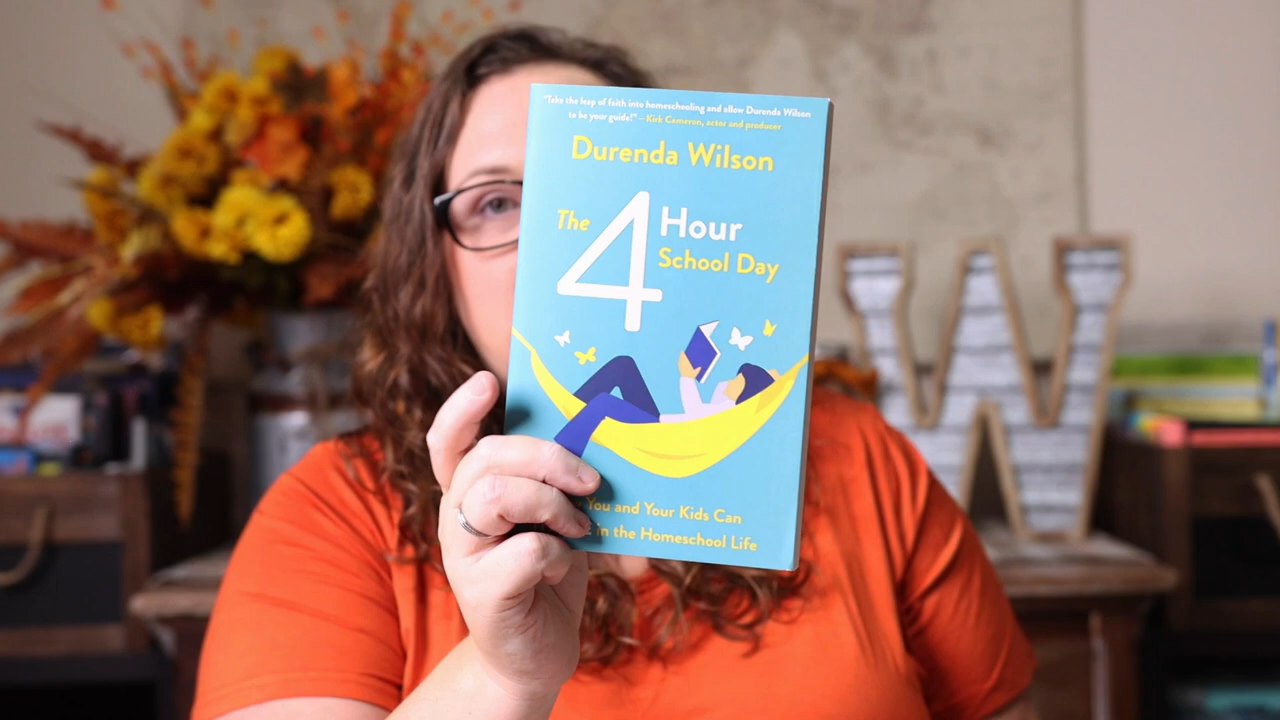 "Take the leap of faith into homeschooling and allow Durenda Wilson
to be your guide!" – Kirk Cameron, actor and producer
Durenda Wilson
The 4 Hour
School Day
You and Your Kids Can
in the Homeschool Life
W